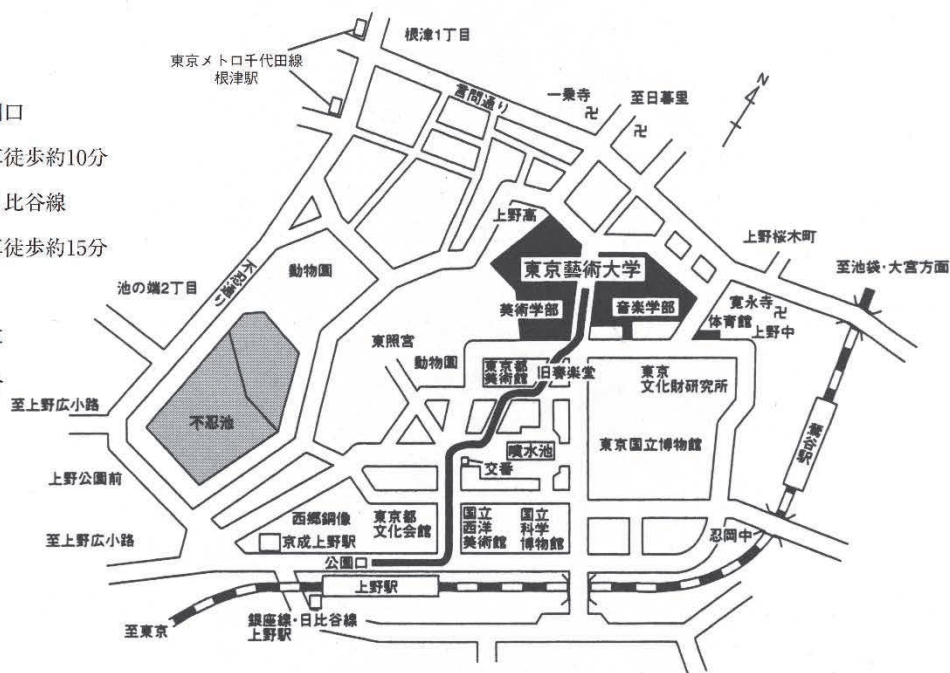 根津1丁目
東京メトロ千代田線
根津駅
言問通り
一乗寺
至日暮里
N
口
徒歩約10分
比谷線
徒歩約15分
上野高
上野桜木町
至池袋・大宮方面
動物園
不忍通り
池の端2丁目
東京藝術大学
美術学部
音楽学部
寛永寺
体育館
上野中
東照宮
動物園
東京都
美術館
旧奏楽堂
東京
文化財研究所
至上野広小路
不忍池
噴水池
東京国立博物館
鶯谷駅
交番
上野公園前
西郷銅像
東京都
文化会館
国立
西洋
美術館
国立
科学
博物館
忍岡中
至上野広小路
京成上野駅
公園口
上野駅
至東京
銀座線・日比谷線
上野駅